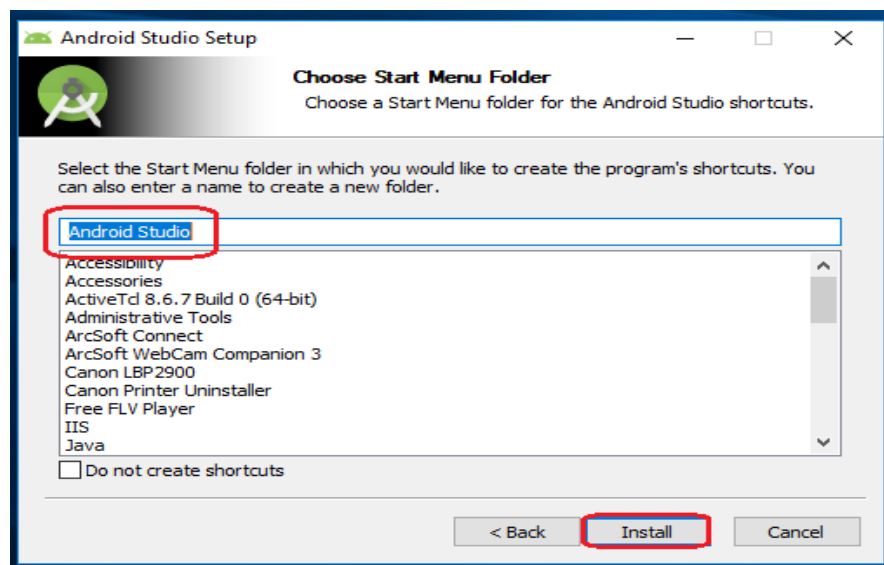 Android Studio Setup
Choose Start Menu Folder
Choose a Start Menu folder for the Android Studio shortcuts.
Select the Start Menu folder in which you would like to create the program's shortcuts. You
can also enter a name to create a new folder.
Android Studio
Accessibility
Accessories
ActiveTcl 8.6.7 Build 0 (64-bit)
Administrative Tools
ArcSoft Connect
ArcSoft WebCam Companion 3
Canon LBP2900
Canon Printer Uninstaller
Free FLV Player
IIS
Java
Do not create shortcuts
< Back Install Cancel